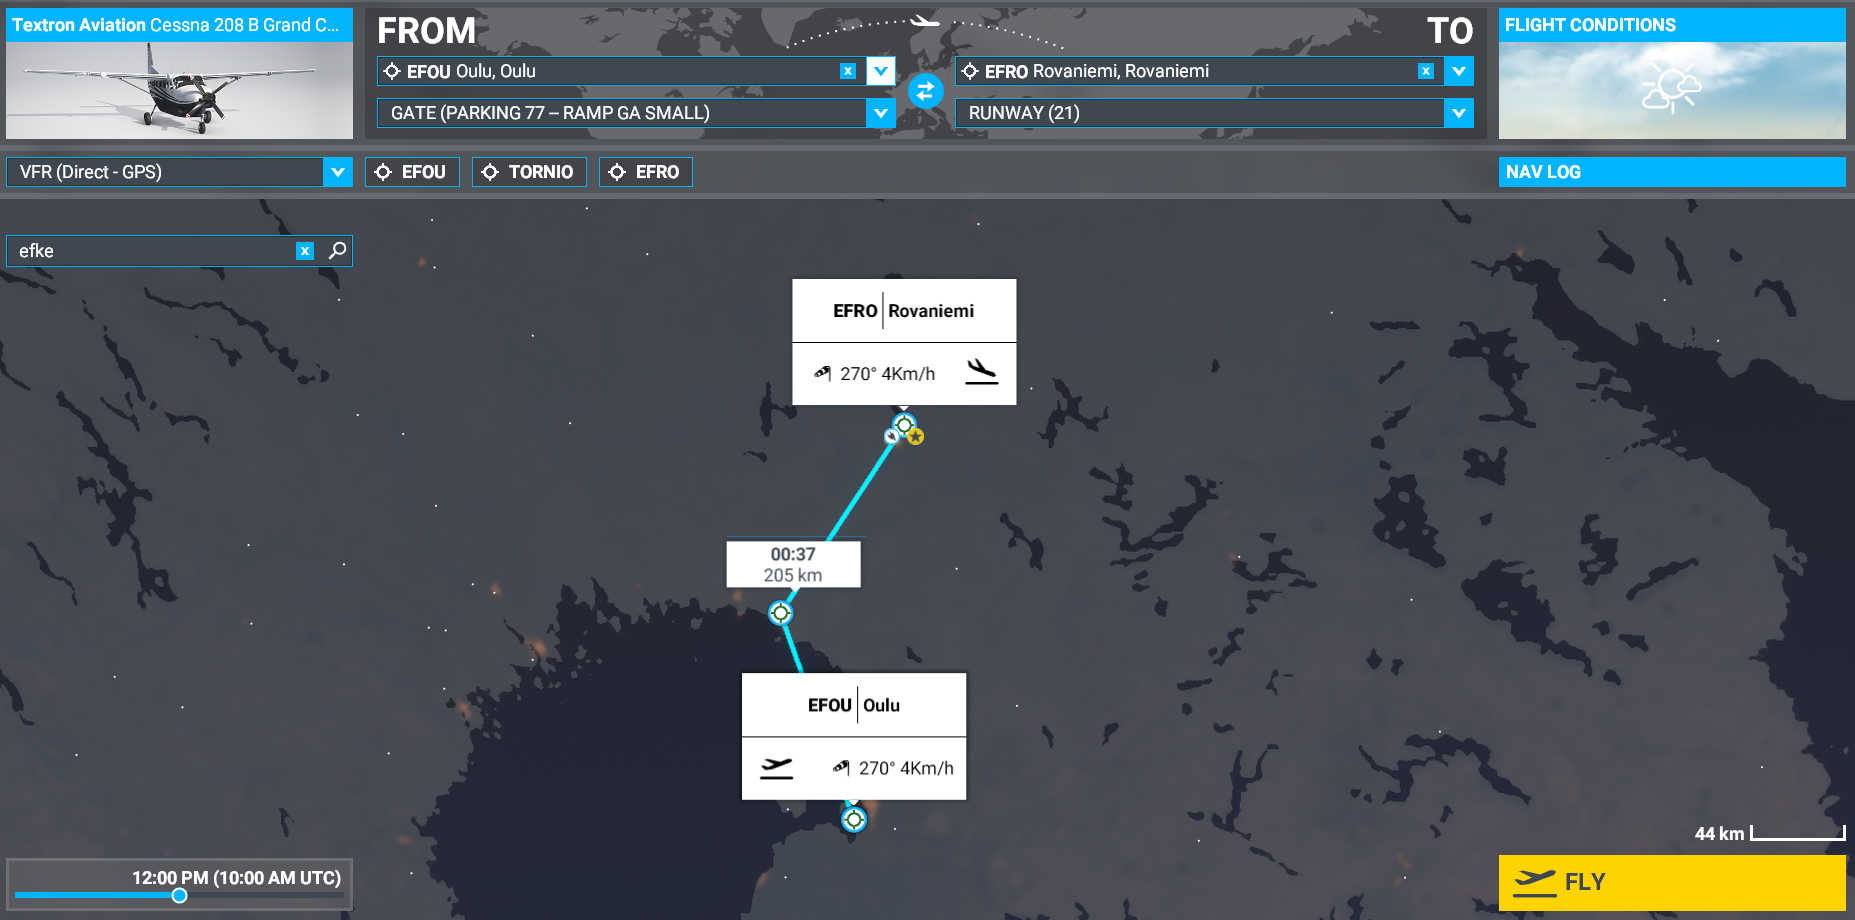 Textron Aviation Cessna 208 B Grand C...
FROM
TO
FLIGHT CONDITIONS
EFOU Oulu, Oulu
x
EFRO Rovaniemi, Rovaniemi
x
GATE (PARKING 77 – RAMP GA SMALL)
RUNWAY (21)
VFR (Direct - GPS)
EFOU
TORNIO
EFRO
NAV LOG
efke
x
EFRO Rovaniemi
270° 4Km/h
00:37
205 km
EFOU Oulu
270° 4Km/h
44 km
12:00 PM (10:00 AM UTC)
FLY